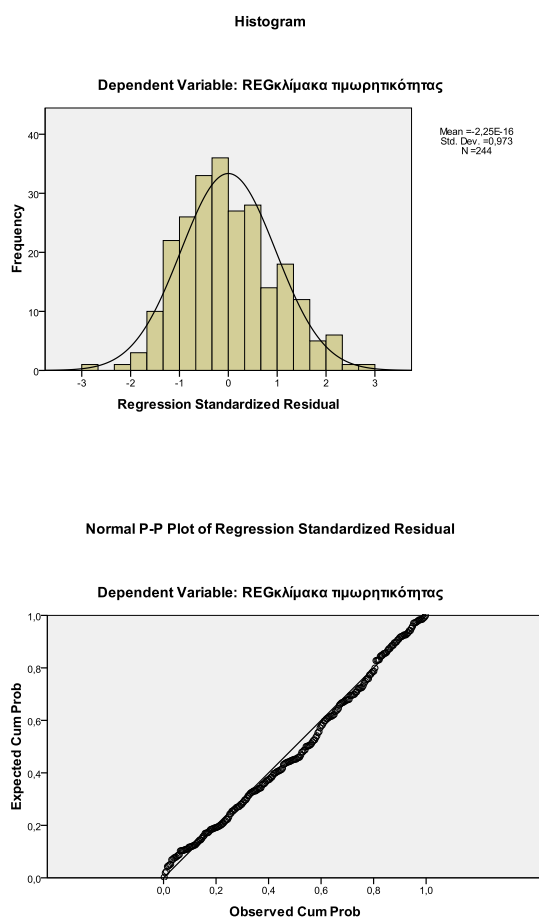 Histogram
Dependent Variable: REGκλίμακα τιμωρητικότητας
Mean =-2,25E-16
Std. Dev. =0,973
N =244
Frequency
40
30
20
10
0
-3 -2 -1 0 1 2 3
Regression Standardized Residual
Normal P-P Plot of Regression Standardized Residual
Dependent Variable: REGκλίμακα τιμωρητικότητας
Expected Cum Prob
1,0
0,8
0,6
0,4
0,2
0,0
0,0 0,2 0,4 0,6 0,8 1,0
Observed Cum Prob